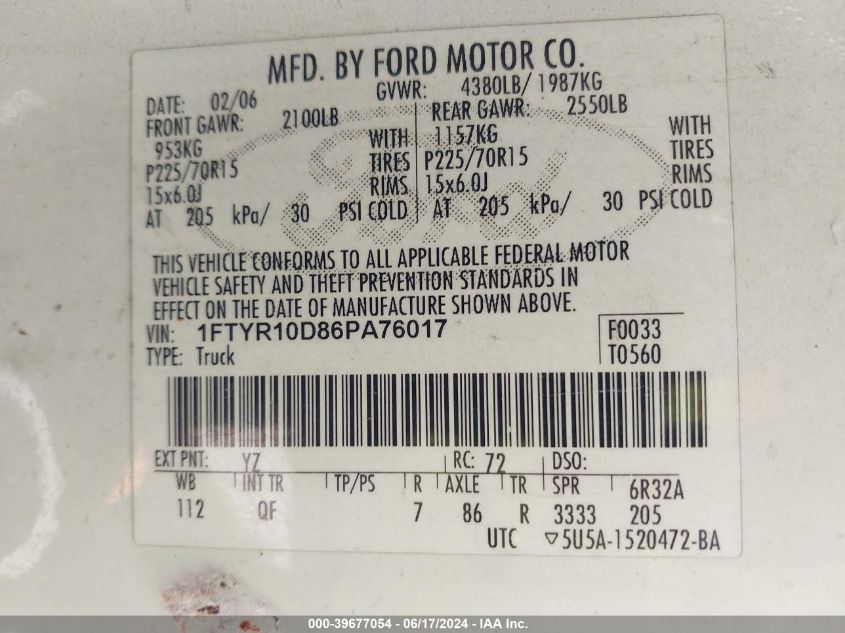 MFD. BY FORD MOTOR CO.
DATE: 02/06 GVWR: 4380LB/ 1987KG
FRONT GAWR: 2100LB REAR GAWR: 2550LB
953KG WITH 1157KG WITH
P225/70R15 TIRES P225/70R15 TIRES
15x6.0J RIMS 15x6.0J RIMS
AT 205 kPa/ 30 PSI COLD AT 205 kPa/ 30 PSI COLD
THIS VEHICLE CONFORMS TO ALL APPLICABLE FEDERAL MOTOR
VEHICLE SAFETY AND THEFT PREVENTION STANDARDS IN
EFFECT ON THE DATE OF MANUFACTURE SHOWN ABOVE.
VIN: 1FTYR10D86PA76017 F0033
TYPE: Truck T0560
EXT PNT: YZ RC: 72 DSO:
WB INT TR TP/PS R AXLE TR SPR 6R32A
112 QF 7 86 R 3333 205
UTC ▽5U5A-1520472-BA
Ford
000-39677054 - 06/17/2024 - IAA Inc.